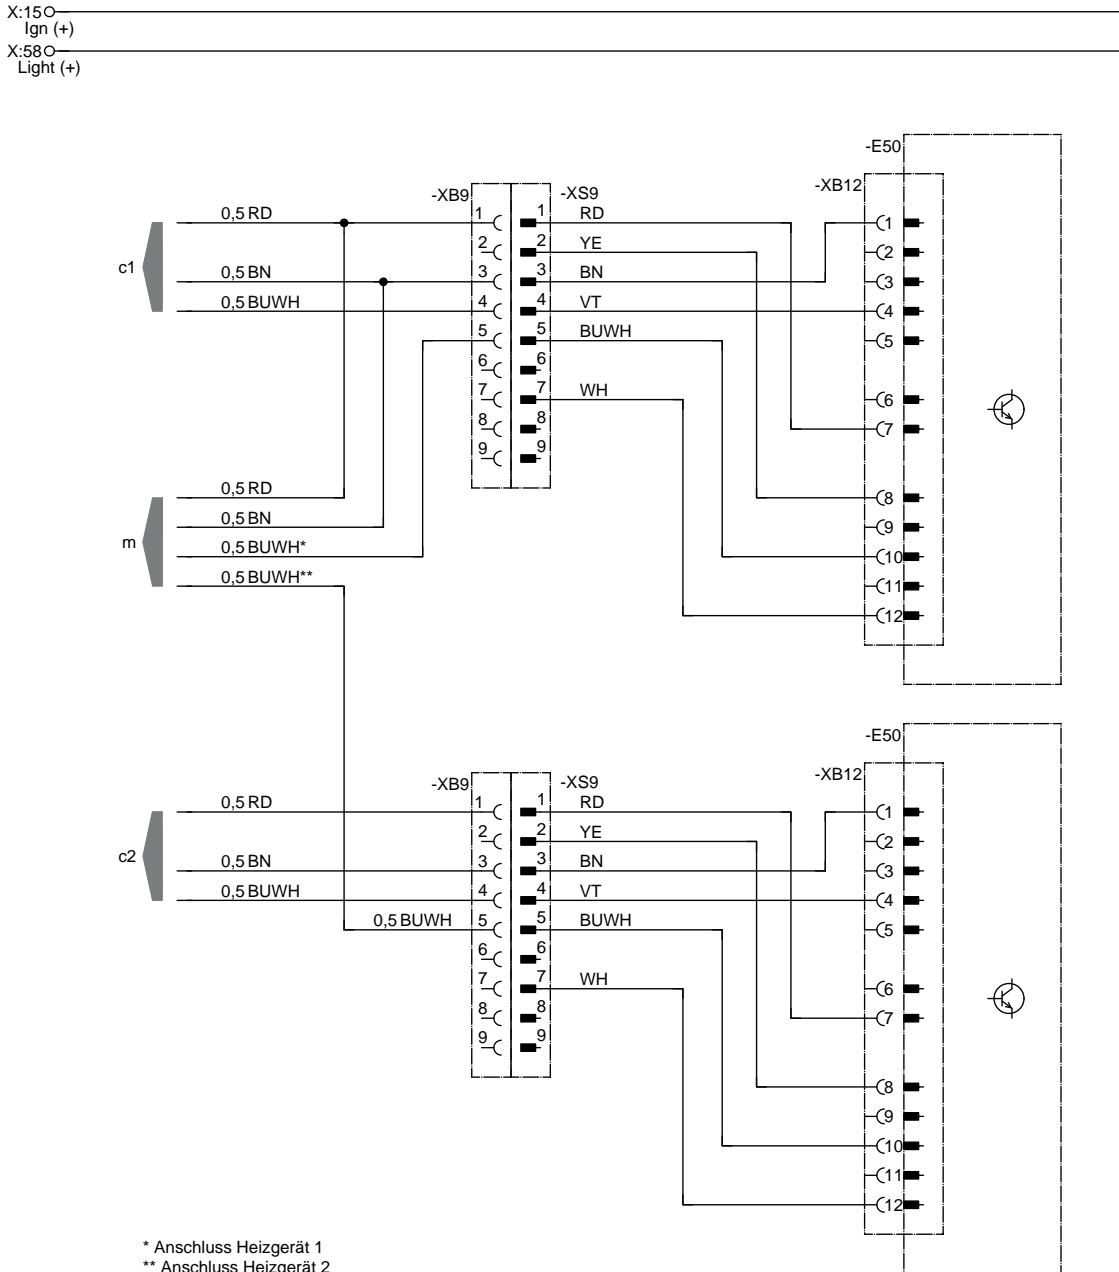 X:15
Ign (+)
X:58
Light (+)
-E50
-XB9 -XS9 -XB12
0,5 RD 1 1 RD 1
2 2 YE 2
c1 0,5 BN 3 3 BN 3
0,5 BUWH 4 4 VT 4
5 5 BUWH 5
6 6
7 7 WH 6
8 8 7
9 9
0,5 RD 8
0,5 BN 9
m 0,5 BUWH* 10
0,5 BUWH** 11
12
-E50
-XB9 -XS9 -XB12
0,5 RD 1 1 RD 1
2 2 YE 2
c2 0,5 BN 3 3 BN 3
0,5 BUWH 4 4 VT 4
0,5 BUWH 5 5 BUWH 5
6 6
7 7 WH 6
8 8 7
9 9
8
9
10
11
12
* Anschluss Heizgerät 1
** Anschluss Heizgerät 2